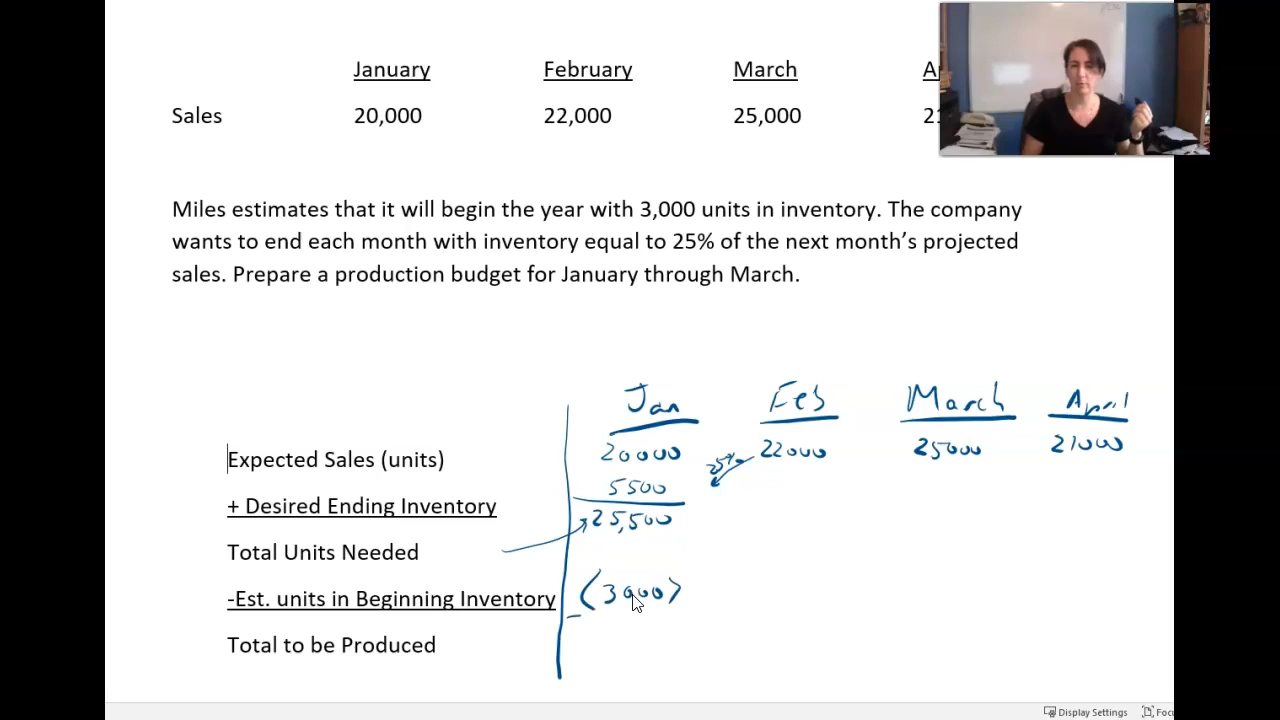 January February March A
Sales 20,000 22,000 25,000 21
Miles estimates that it will begin the year with 3,000 units in inventory. The company
wants to end each month with inventory equal to 25% of the next month’s projected
sales. Prepare a production budget for January through March.
Jan Feb March April
Expected Sales (units) 20000 25% 22000 25000 21000
+ Desired Ending Inventory 5500
Total Units Needed 25,500
-Est. units in Beginning Inventory (3000)
Total to be Produced
Display Settings Focu